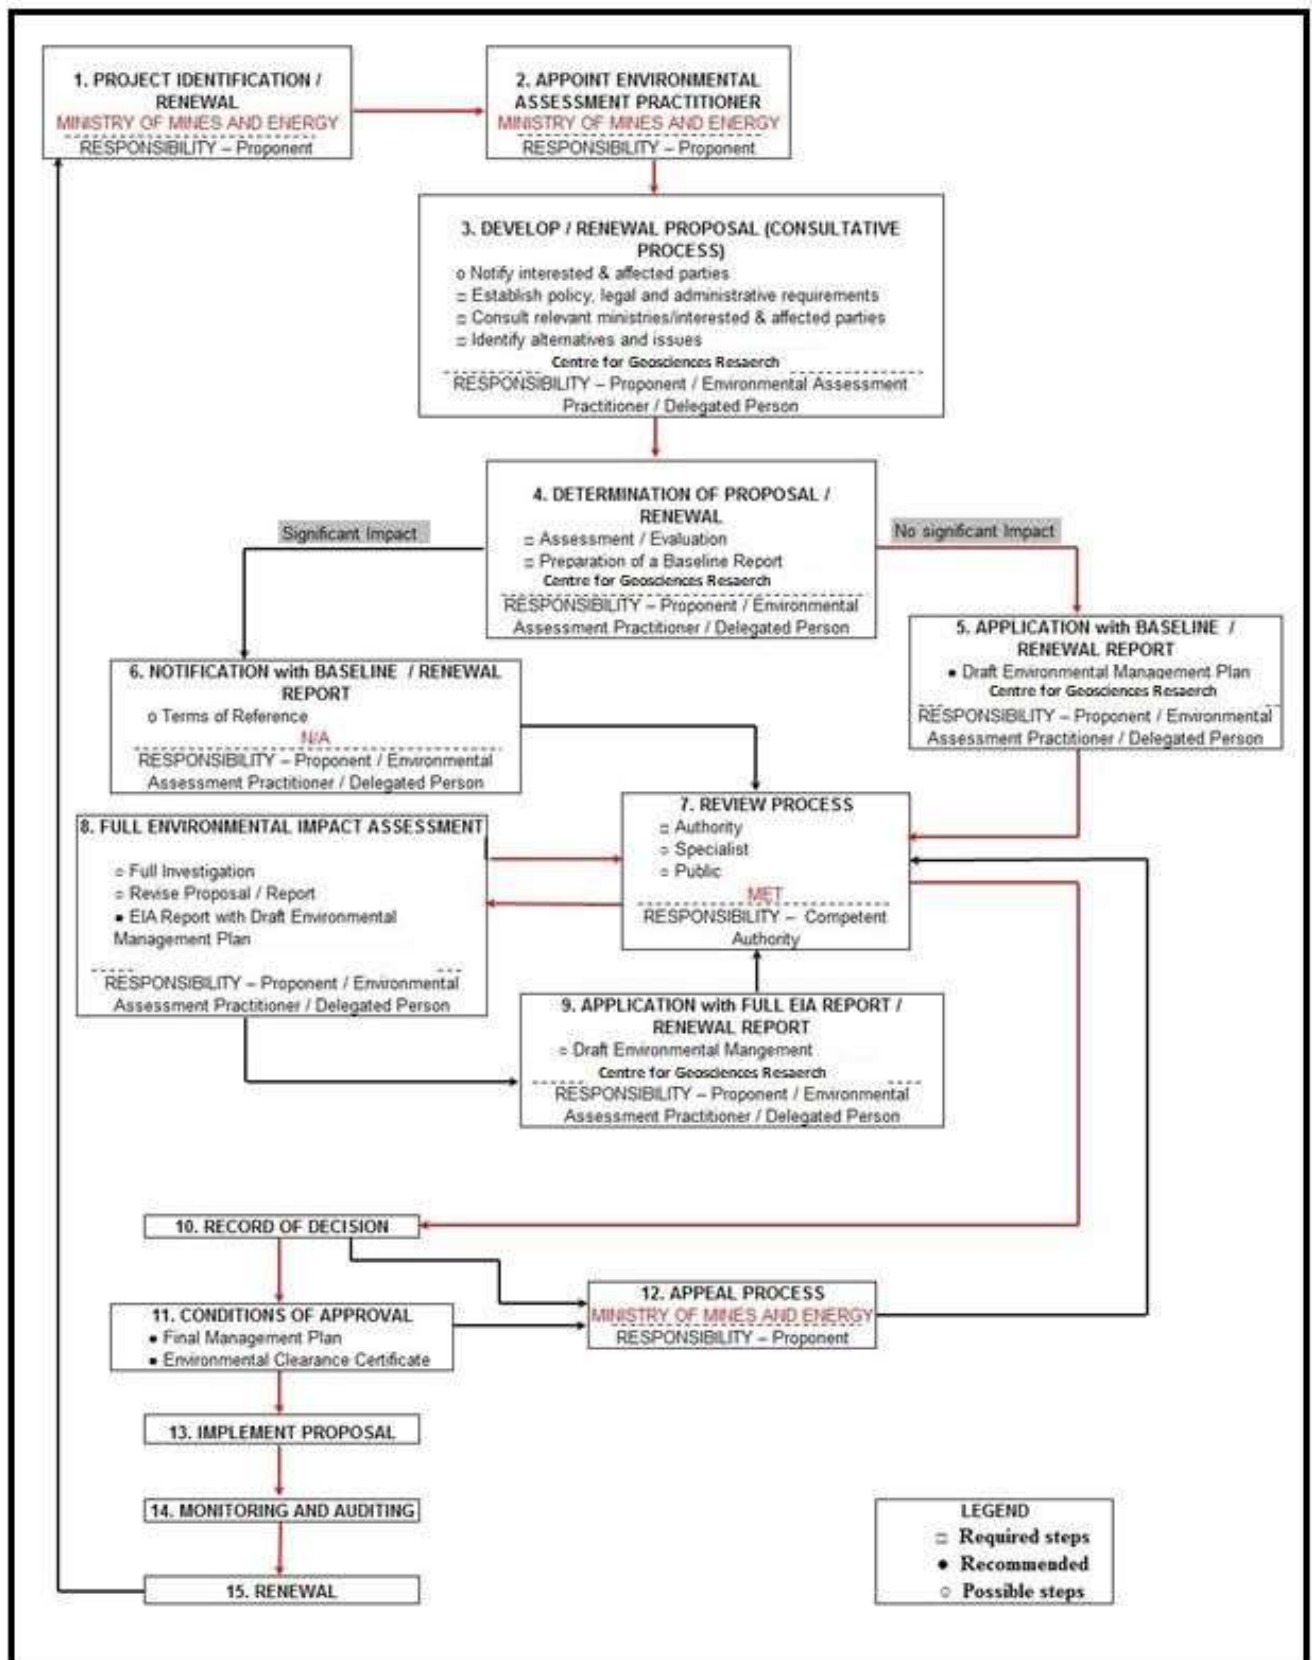 1. PROJECT IDENTIFICATION /
RENEWAL
MINISTRY OF MINES AND ENERGY
RESPONSIBILITY – Proponent
2. APPOINT ENVIRONMENTAL
ASSESSMENT PRACTITIONER
MINISTRY OF MINES AND ENERGY
RESPONSIBILITY – Proponent
3. DEVELOP / RENEWAL PROPOSAL (CONSULTATIVE
PROCESS)
o Notify interested & affected parties
□ Establish policy, legal and administrative requirements
□ Consult relevant ministries/interested & affected parties
□ Identify alternatives and issues
Centre for Geosciences Resaerch
RESPONSIBILITY – Proponent / Environmental Assessment
Practitioner / Delegated Person
4. DETERMINATION OF PROPOSAL /
RENEWAL
□ Assessment / Evaluation
□ Preparation of a Baseline Report
Centre for Geosciences Resaerch
RESPONSIBILITY – Proponent / Environmental
Assessment Practitioner / Delegated Person
Significant Impact
No significant Impact
5. APPLICATION with BASELINE /
RENEWAL REPORT
● Draft Environmental Management Plan
Centre for Geosciences Resaerch
RESPONSIBILITY – Proponent / Environmental
Assessment Practitioner / Delegated Person
6. NOTIFICATION with BASELINE / RENEWAL
REPORT
o Terms of Reference
N/A
RESPONSIBILITY – Proponent / Environmental
Assessment Practitioner / Delegated Person
7. REVIEW PROCESS
□ Authority
○ Specialist
○ Public
MET
RESPONSIBILITY – Competent
Authority
8. FULL ENVIRONMENTAL IMPACT ASSESSMENT
○ Full Investigation
○ Revise Proposal / Report
● EIA Report with Draft Environmental
Management Plan
RESPONSIBILITY – Proponent / Environmental
Assessment Practitioner / Delegated Person
9. APPLICATION with FULL EIA REPORT /
RENEWAL REPORT
○ Draft Environmental Mangement
Centre for Geosciences Resaerch
RESPONSIBILITY – Proponent / Environmental
Assessment Practitioner / Delegated Person
10. RECORD OF DECISION
11. CONDITIONS OF APPROVAL
● Final Management Plan
● Environmental Clearance Certificate
12. APPEAL PROCESS
MINISTRY OF MINES AND ENERGY
RESPONSIBILITY – Proponent
13. IMPLEMENT PROPOSAL
14. MONITORING AND AUDITING
15. RENEWAL
LEGEND
□ Required steps
● Recommended
○ Possible steps